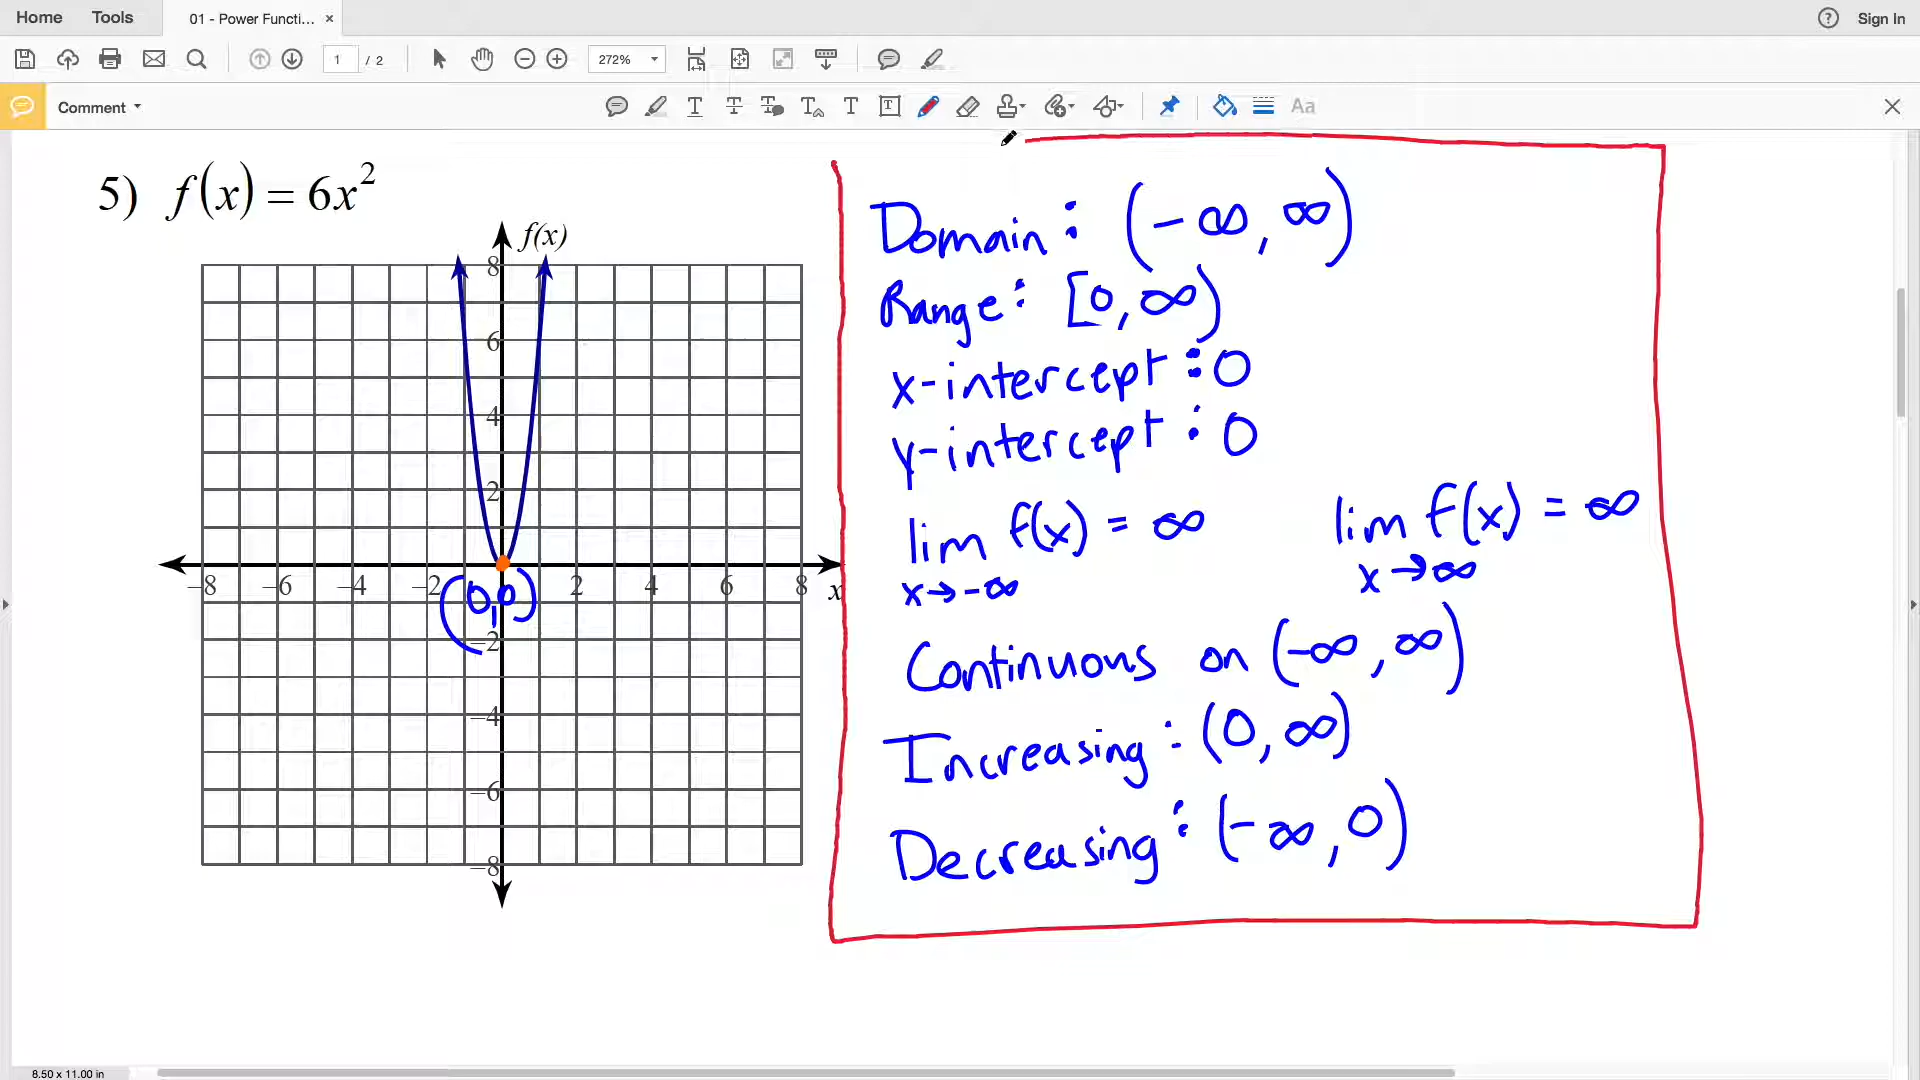 Home Tools 01 - Power Functi... × ? Sign In
1 / 2 272%
Comment T T T T T T Aa
5) f(x) = 6x²
f(x)
8
6
4
2
−8 −6 −4 −2 2 4 6 8 x
(0,0)
−2
−4
−6
−8
Domain: (-∞, ∞)
Range: [0, ∞)
x-intercept: 0
y-intercept: 0
lim f(x) = ∞ lim f(x) = ∞
x→-∞ x→∞
Continuous on (-∞, ∞)
Increasing: (0, ∞)
Decreasing: (-∞, 0)
8.50 x 11.00 in